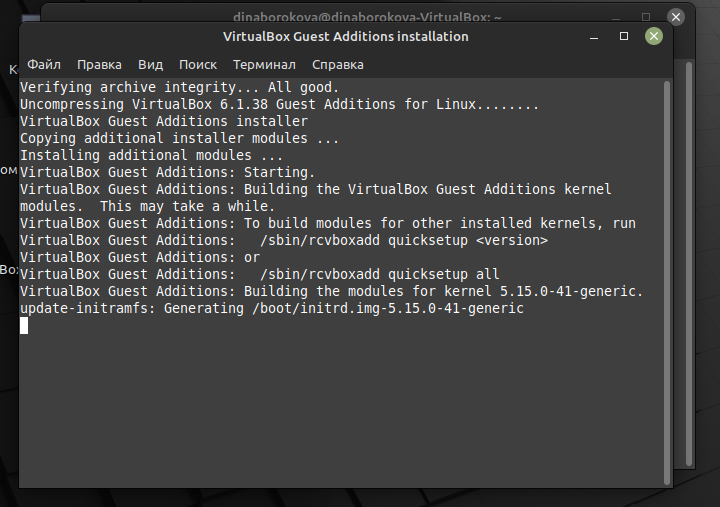 dinaborokova@dinaborokova-VirtualBox: ~
VirtualBox Guest Additions installation
Файл Правка Вид Поиск Терминал Справка
Verifying archive integrity... All good.
Uncompressing VirtualBox 6.1.38 Guest Additions for Linux........
VirtualBox Guest Additions installer
Copying additional installer modules ...
Installing additional modules ...
VirtualBox Guest Additions: Starting.
VirtualBox Guest Additions: Building the VirtualBox Guest Additions kernel
modules.  This may take a while.
VirtualBox Guest Additions: To build modules for other installed kernels, run
VirtualBox Guest Additions:   /sbin/rcvboxadd quicksetup <version>
VirtualBox Guest Additions: or
VirtualBox Guest Additions:   /sbin/rcvboxadd quicksetup all
VirtualBox Guest Additions: Building the modules for kernel 5.15.0-41-generic.
update-initramfs: Generating /boot/initrd.img-5.15.0-41-generic